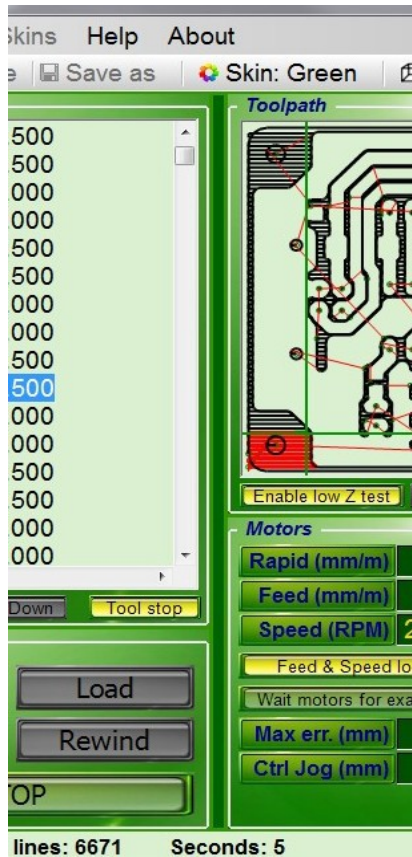 Skins Help About
Save as Skin: Green
Toolpath
.500
.500
.000
.000
.500
.500
.000
.000
.500
.500
.000
.000
.500
.500
.000
.000
Enable low Z test
Down Tool stop
Motors
Rapid (mm/m)
Feed (mm/m)
Speed (RPM) 2
Feed & Speed lo
Wait motors for exa
Max err. (mm)
Ctrl Jog (mm)
Load
Rewind
OP
lines: 6671 Seconds: 5